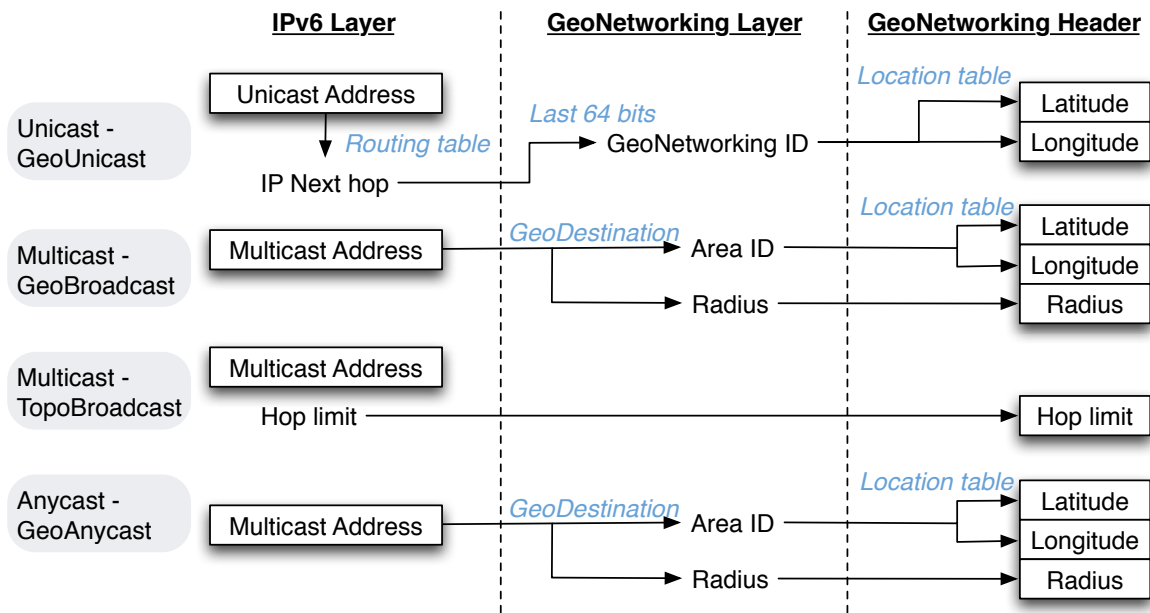 IPv6 Layer
GeoNetworking Layer
GeoNetworking Header
Unicast -
GeoUnicast
Unicast Address
Routing table
IP Next hop
Last 64 bits
GeoNetworking ID
Location table
Latitude
Longitude
Multicast -
GeoBroadcast
Multicast Address
GeoDestination
Area ID
Radius
Location table
Latitude
Longitude
Radius
Multicast -
TopoBroadcast
Multicast Address
Hop limit
Hop limit
Anycast -
GeoAnycast
Multicast Address
GeoDestination
Area ID
Radius
Location table
Latitude
Longitude
Radius